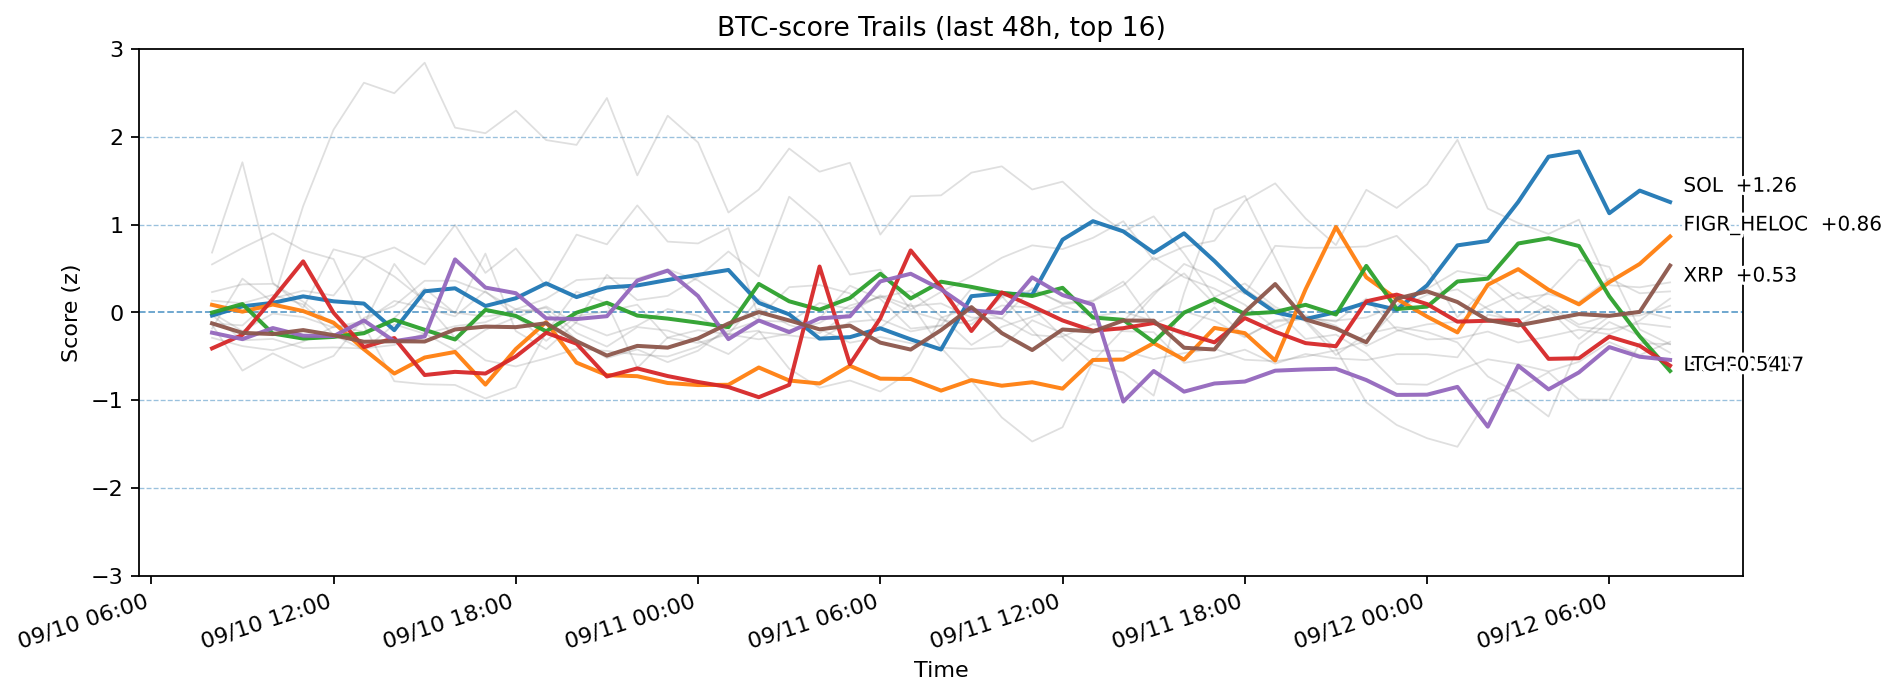 BTC-score Trails (last 48h, top 16)
Score (z)
3
2
1
0
−1
−2
−3
SOL +1.26
FIGR_HELOC +0.86
XRP +0.53
09/10 06:00
09/10 12:00
09/10 18:00
09/11 00:00
09/11 06:00
09/11 12:00
09/11 18:00
09/12 00:00
09/12 06:00
Time